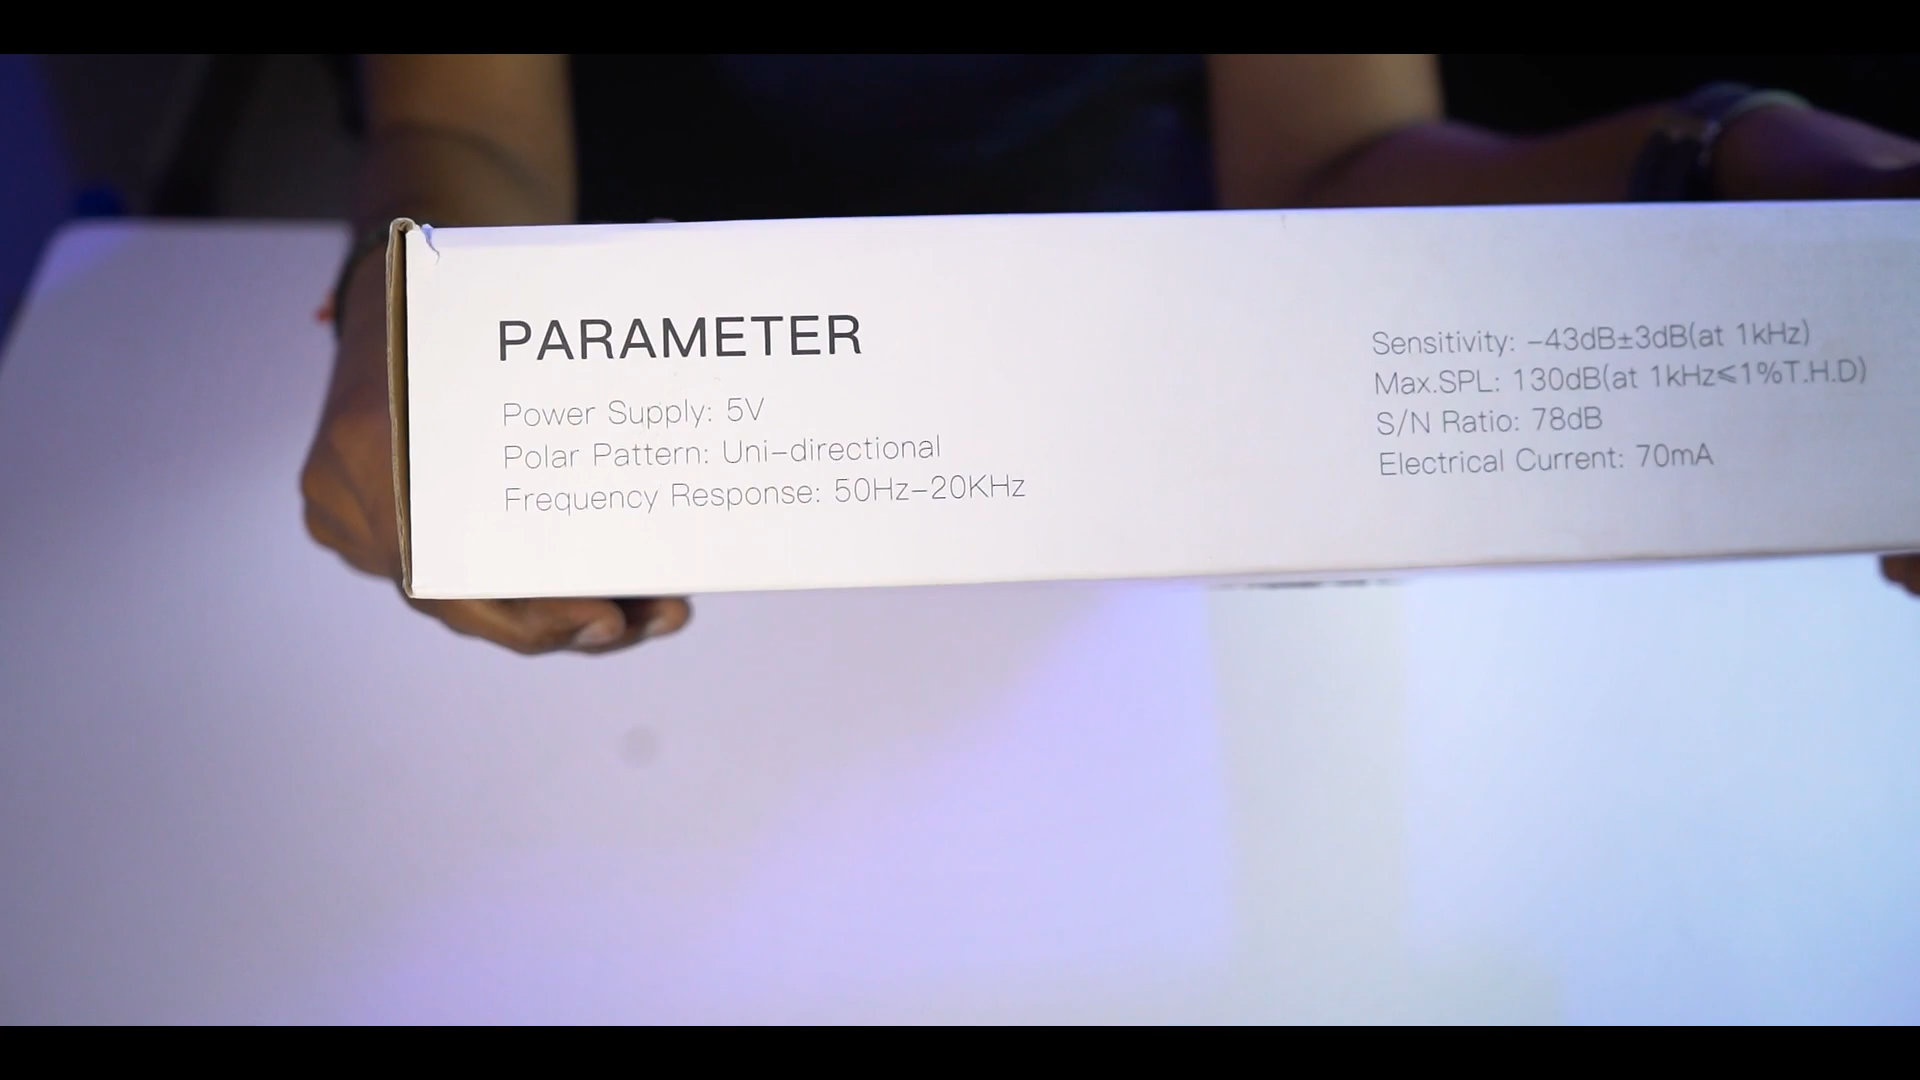 PARAMETER
Power Supply: 5V
Polar Pattern: Uni-directional
Frequency Response: 50Hz-20KHz
Sensitivity: -43dB±3dB(at 1kHz)
Max.SPL: 130dB(at 1kHz≤1%T.H.D)
S/N Ratio: 78dB
Electrical Current: 70mA